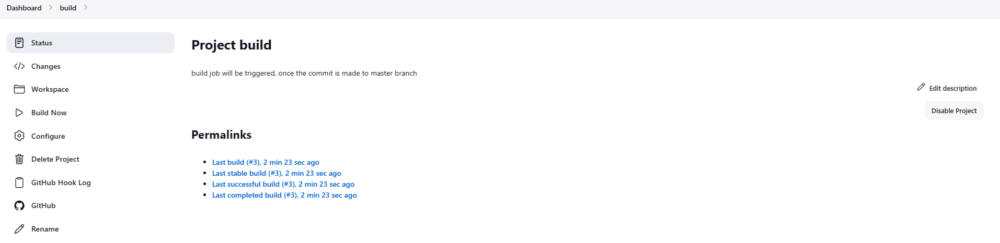 Dashboard > build >
Status
Changes
Workspace
Build Now
Configure
Delete Project
GitHub Hook Log
GitHub
Rename
Project build
build job will be triggered, once the commit is made to master branch
Edit description
Disable Project
Permalinks
Last build (#3), 2 min 23 sec ago
Last stable build (#3), 2 min 23 sec ago
Last successful build (#3), 2 min 23 sec ago
Last completed build (#3), 2 min 23 sec ago